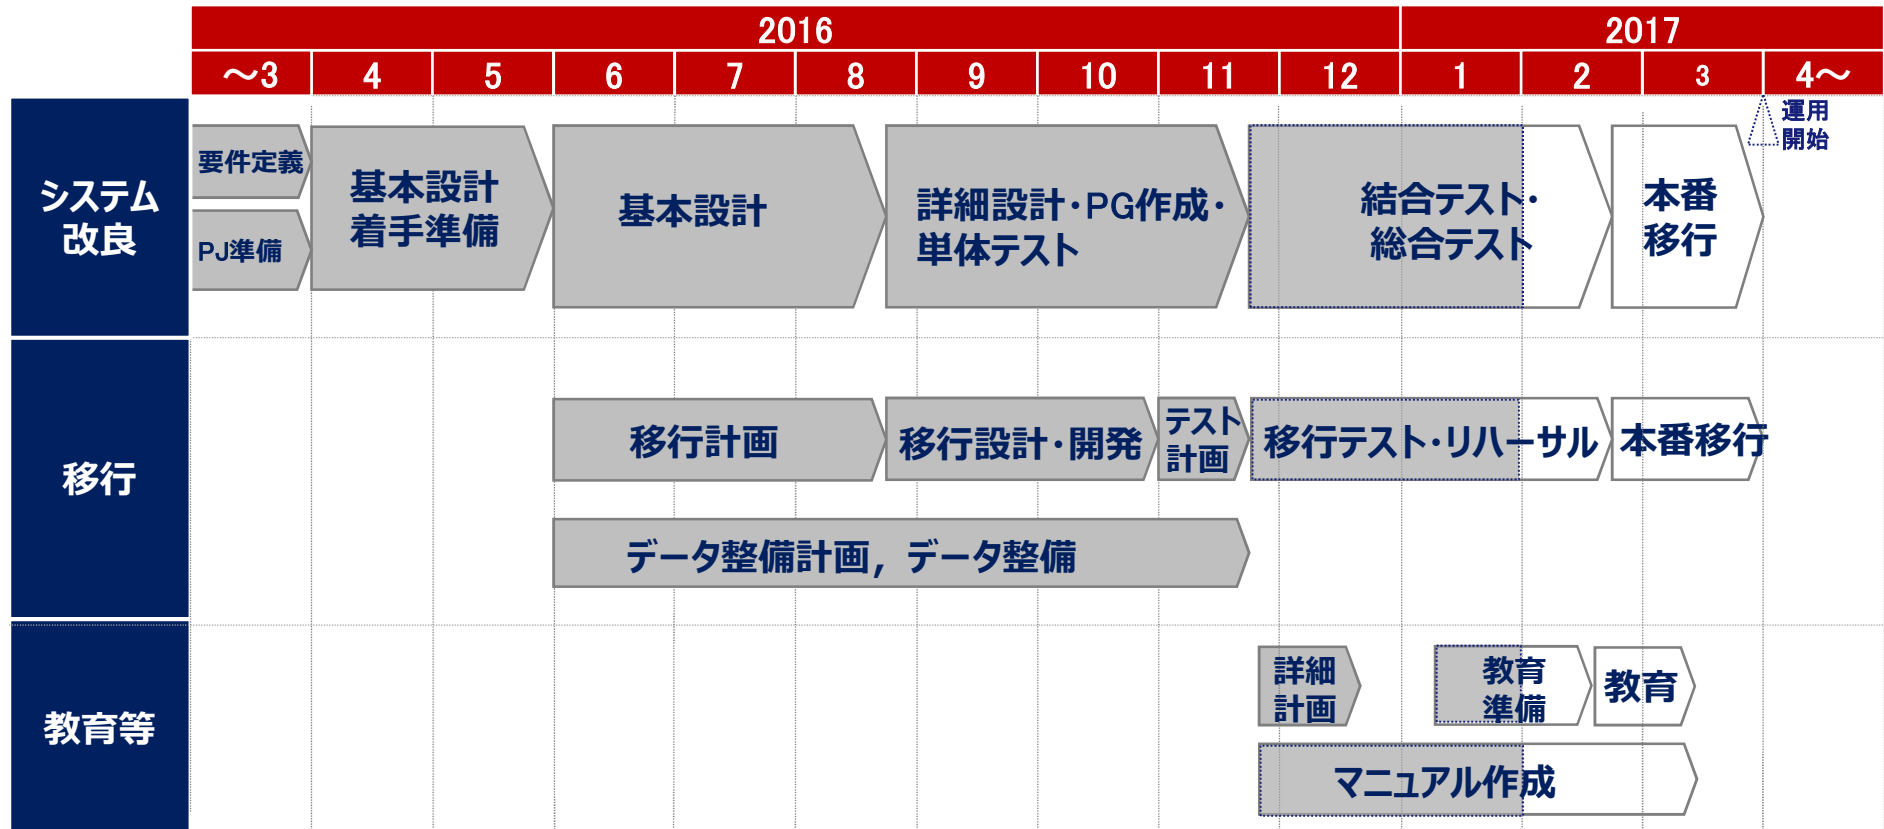 2016
2017
～3
4
5
6
7
8
9
10
11
12
1
2
3
4～
運用
開始
システム
改良
要件定義
PJ準備
基本設計
着手準備
基本設計
詳細設計・PG作成・
単体テスト
結合テスト・
総合テスト
本番
移行
移行
移行計画
移行設計・開発
テスト
計画
移行テスト・リハーサル
本番移行
データ整備計画，データ整備
教育等
詳細
計画
教育
準備
教育
マニュアル作成